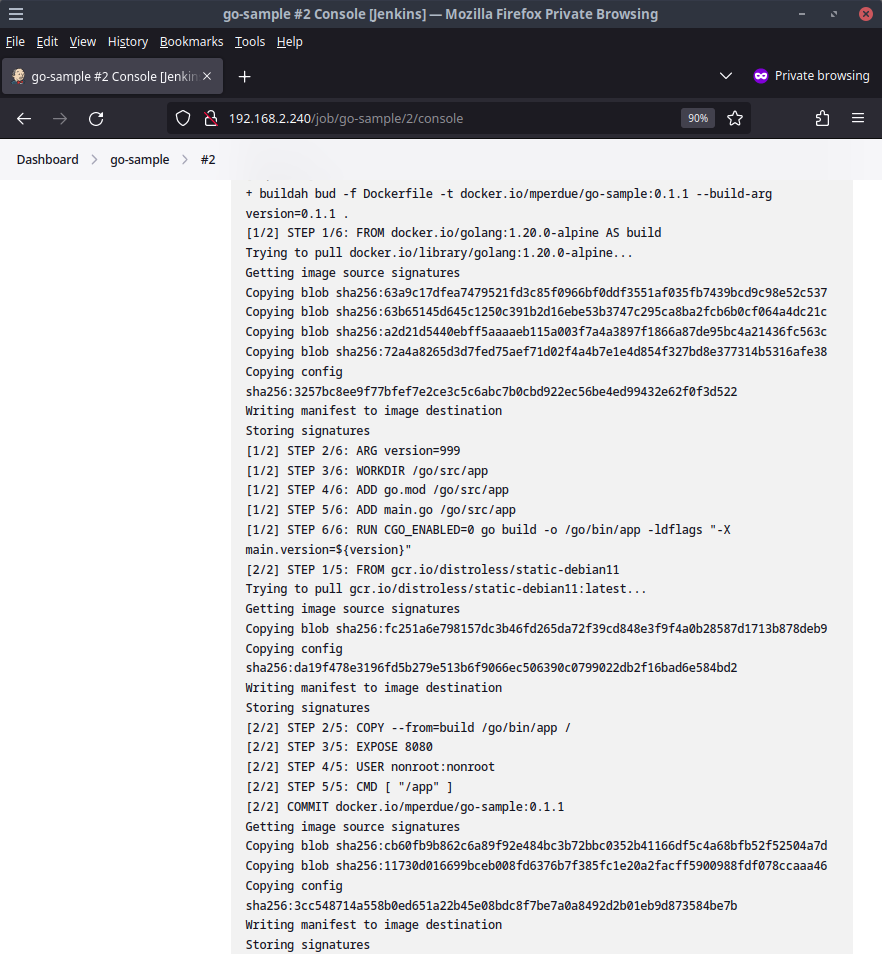 go-sample #2 Console [Jenkins] — Mozilla Firefox Private Browsing
File Edit View History Bookmarks Tools Help
go-sample #2 Console [Jenkin
Private browsing
192.168.2.240/job/go-sample/2/console
90%
Dashboard go-sample #2
+ buildah bud -f Dockerfile -t docker.io/mperdue/go-sample:0.1.1 --build-arg
version=0.1.1 .
[1/2] STEP 1/6: FROM docker.io/golang:1.20.0-alpine AS build
Trying to pull docker.io/library/golang:1.20.0-alpine...
Getting image source signatures
Copying blob sha256:63a9c17dfea7479521fd3c85f0966bf0ddf3551af035fb7439bcd9c98e52c537
Copying blob sha256:63b65145d645c1250c391b2d16ebe53b3747c295ca8ba2fcb6b0cf064a4dc21c
Copying blob sha256:a2d21d5440ebff5aaaaeb115a003f7a4a3897f1866a87de95bc4a21436fc563c
Copying blob sha256:72a4a8265d3d7fed75aef71d02f4a4b7e1e4d854f327bd8e377314b5316afe38
Copying config
sha256:3257bc8ee9f77bfef7e2ce3c5c6abc7b0cbd922ec56be4ed99432e62f0f3d522
Writing manifest to image destination
Storing signatures
[1/2] STEP 2/6: ARG version=999
[1/2] STEP 3/6: WORKDIR /go/src/app
[1/2] STEP 4/6: ADD go.mod /go/src/app
[1/2] STEP 5/6: ADD main.go /go/src/app
[1/2] STEP 6/6: RUN CGO_ENABLED=0 go build -o /go/bin/app -ldflags "-X
main.version=${version}"
[2/2] STEP 1/5: FROM gcr.io/distroless/static-debian11
Trying to pull gcr.io/distroless/static-debian11:latest...
Getting image source signatures
Copying blob sha256:fc251a6e798157dc3b46fd265da72f39cd848e3f9f4a0b28587d1713b878deb9
Copying config
sha256:da19f478e3196fd5b279e513b6f9066ec506390c0799022db2f16bad6e584bd2
Writing manifest to image destination
Storing signatures
[2/2] STEP 2/5: COPY --from=build /go/bin/app /
[2/2] STEP 3/5: EXPOSE 8080
[2/2] STEP 4/5: USER nonroot:nonroot
[2/2] STEP 5/5: CMD [ "/app" ]
[2/2] COMMIT docker.io/mperdue/go-sample:0.1.1
Getting image source signatures
Copying blob sha256:cb60fb9b862c6a89f92e484bc3b72bbc0352b41166df5c4a68bfb52f52504a7d
Copying blob sha256:11730d016699bceb008fd6376b7f385fc1e20a2facff5900988fdf078ccaaa46
Copying config
sha256:3cc548714a558b0ed651a22b45e08bdc8f7be7a0a8492d2b01eb9d873584be7b
Writing manifest to image destination
Storing signatures